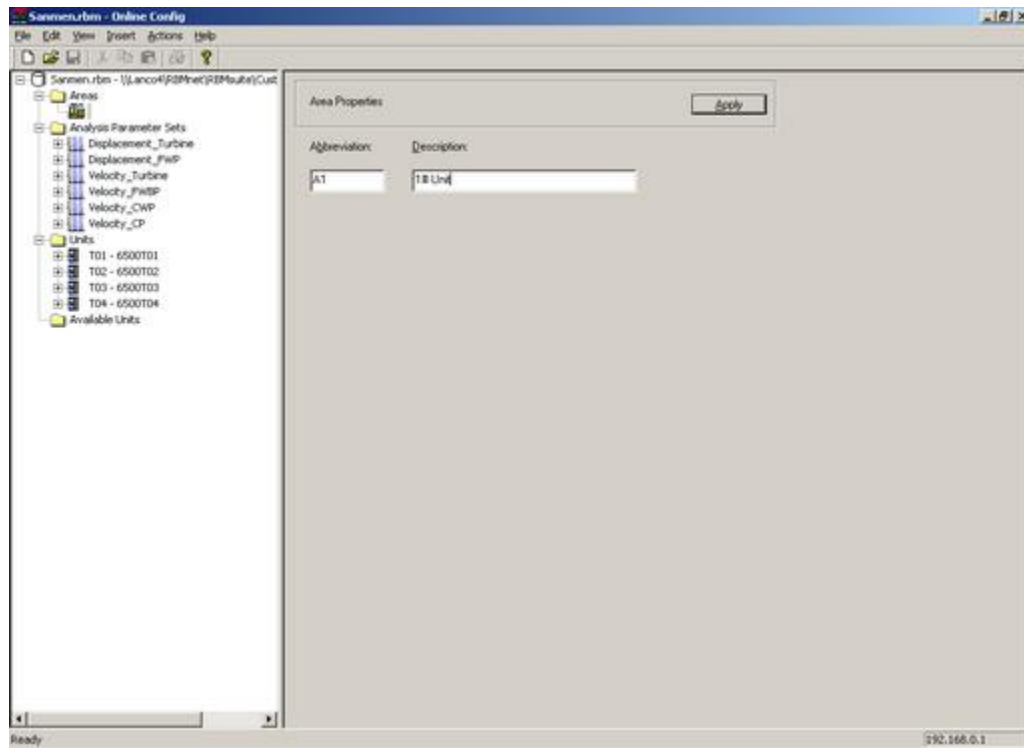 Sanmen.rbm - Online Config
File Edit View Insert Actions Help
Sanmen.rbm - \\Lanco4\RBMnet\RBMsuite\Cust
Areas
Analysis Parameter Sets
Displacement_Turbine
Displacement_FWP
Velocity_Turbine
Velocity_FWBP
Velocity_CWP
Velocity_CP
Units
T01 - 6500T01
T02 - 6500T02
T03 - 6500T03
T04 - 6500T04
Available Units
Area Properties
Apply
Abbreviation:
Description:
A1
1# Unit
Ready
192.168.0.1